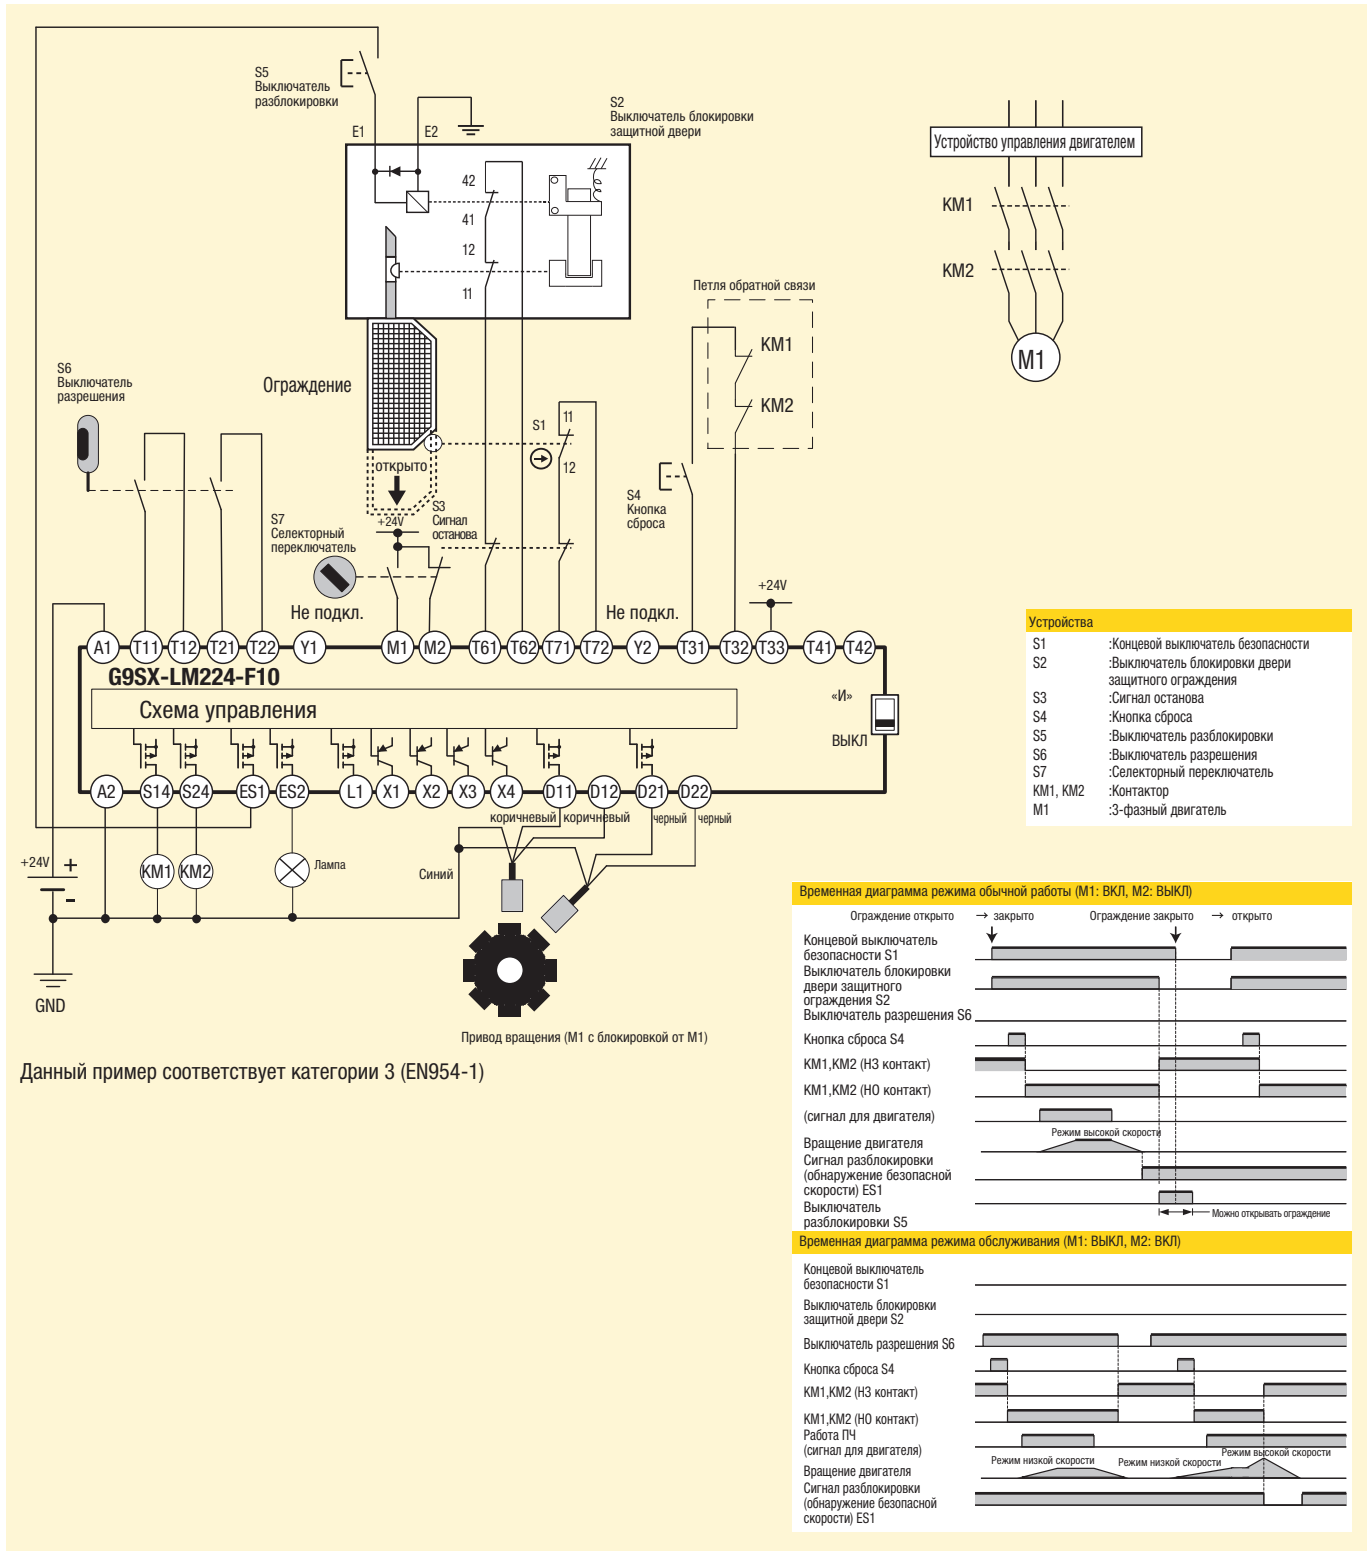 S5
Выключатель
разблокировки
E1
E2
S2
Выключатель блокировки
защитной двери
42
41
12
11
Устройство управления двигателем
KM1
KM2
M1
Петля обратной связи
KM1
KM2
S6
Выключатель
разрешения
Ограждение
открыто
S1
11
12
S4
Кнопка
сброса
S7
Селекторный
переключатель
+24V
S3
Сигнал
останова
Не подкл.
Не подкл.
+24V
A1 T11 T12 T21 T22 Y1 M1 M2 T61 T62 T71 T72 Y2 T31 T32 T33 T41 T42
G9SX-LM224-F10
Схема управления
«И»
ВЫКЛ
A2 S14 S24 ES1 ES2 L1 X1 X2 X3 X4 D11 D12 D21 D22
коричневый коричневый черный черный
+24V
+
-
KM1 KM2
Лампа
Синий
GND
Привод вращения (M1 с блокировкой от M1)
Данный пример соответствует категории 3 (EN954-1)
Устройства
S1 :Концевой выключатель безопасности
S2 :Выключатель блокировки двери
защитного ограждения
S3 :Сигнал останова
S4 :Кнопка сброса
S5 :Выключатель разблокировки
S6 :Выключатель разрешения
S7 :Селекторный переключатель
KM1, KM2 :Контактор
M1 :3-фазный двигатель
Временная диаграмма режима обычной работы (M1: ВКЛ, M2: ВЫКЛ)
Ограждение открыто → закрыто Ограждение закрыто → открыто
Концевой выключатель
безопасности S1
Выключатель блокировки
двери защитного
ограждения S2
Выключатель разрешения S6
Кнопка сброса S4
KM1,KM2 (НЗ контакт)
KM1,KM2 (НО контакт)
(сигнал для двигателя)
Режим высокой скорости
Вращение двигателя
Сигнал разблокировки
(обнаружение безопасной
скорости) ES1
Выключатель
разблокировки S5
Можно открывать ограждение
Временная диаграмма режима обслуживания (M1: ВЫКЛ, M2: ВКЛ)
Концевой выключатель
безопасности S1
Выключатель блокировки
защитной двери S2
Выключатель разрешения S6
Кнопка сброса S4
KM1,KM2 (НЗ контакт)
KM1,KM2 (НО контакт)
Работа ПЧ
(сигнал для двигателя)
Режим низкой скорости
Режим низкой скорости
Режим высокой скорости
Вращение двигателя
Сигнал разблокировки
(обнаружение безопасной
скорости) ES1